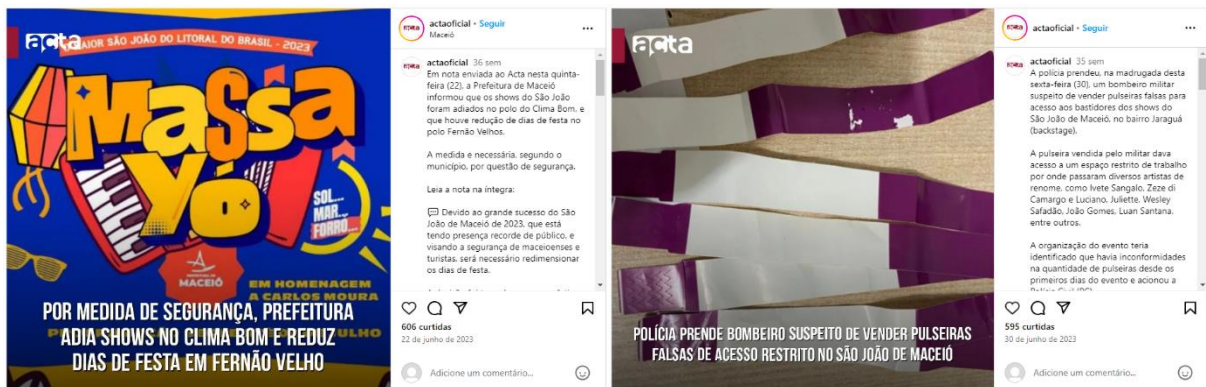 acta
MAIOR SÃO JOÃO DO LITORAL DO BRASIL - 2023
Massa
Yó
SOL...
MAR...
FORRÓ...
MACEIÓ
EM HOMENAGEM
A CARLOS MOURA
POR MEDIDA DE SEGURANÇA, PREFEITURA
ADIA SHOWS NO CLIMA BOM E REDUZ
DIAS DE FESTA EM FERNÃO VELHO
actaoficial • Seguir
Maceió
actaoficial 36 sem
Em nota enviada ao Acta nesta quinta-
feira (22), a Prefeitura de Maceió
informou que os shows do São João
foram adiados no polo do Clima Bom, e
que houve redução de dias de festa no
polo Fernão Velhos.
A medida e necessária, segundo o
município, por questão de segurança.
Leia a nota na íntegra:
Devido ao grande sucesso do São
João de Maceió de 2023, que está
tendo presença recorde de público, e
visando a segurança de maceioenses e
turistas, será necessário redimensionar
os dias de festa.
606 curtidas
22 de junho de 2023
Adicione um comentário...
acta
POLÍCIA PRENDE BOMBEIRO SUSPEITO DE VENDER PULSEIRAS
FALSAS DE ACESSO RESTRITO NO SÃO JOÃO DE MACEIÓ
actaoficial • Seguir
actaoficial 35 sem
A polícia prendeu, na madrugada desta
sexta-feira (30), um bombeiro militar
suspeito de vender pulseiras falsas para
acesso aos bastidores dos shows do
São João de Maceió, no bairro Jaraguá
(backstage).
A pulseira vendida pelo militar dava
acesso a um espaço restrito de trabalho
por onde passaram diversos artistas de
renome, como Ivete Sangalo, Zeze di
Camargo e Luciano, Juliette, Wesley
Safadão, João Gomes, Luan Santana,
entre outros.
A organização do evento teria
identificado que havia inconformidades
na quantidade de pulseiras desde os
primeiros dias do evento e acionou a
595 curtidas
30 de junho de 2023
Adicione um comentário...